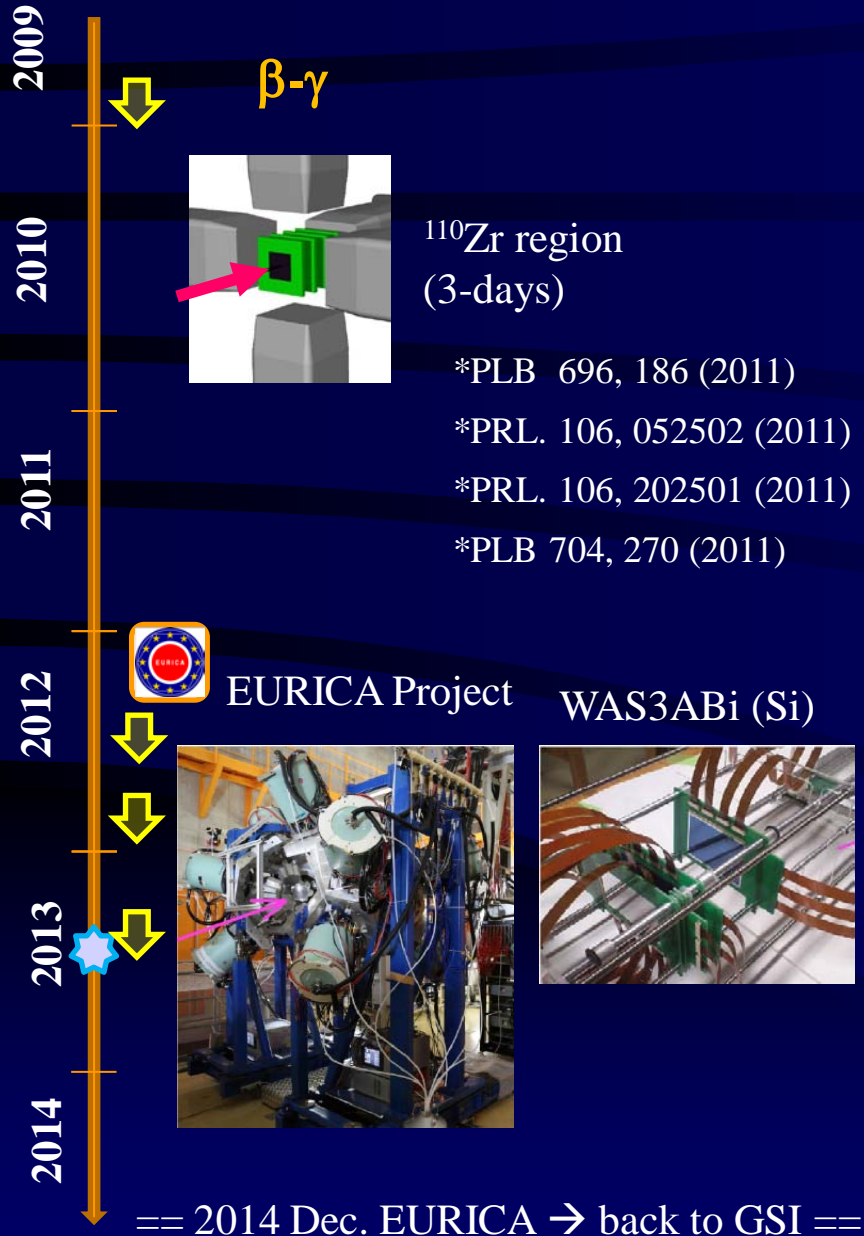 2009
β-γ
2010
¹¹⁰Zr region
(3-days)
*PLB 696, 186 (2011)
*PRL. 106, 052502 (2011)
*PRL. 106, 202501 (2011)
*PLB 704, 270 (2011)
2011
EURICA
2012
EURICA Project
WAS3ABi (Si)
2013
2014
== 2014 Dec. EURICA → back to GSI ==